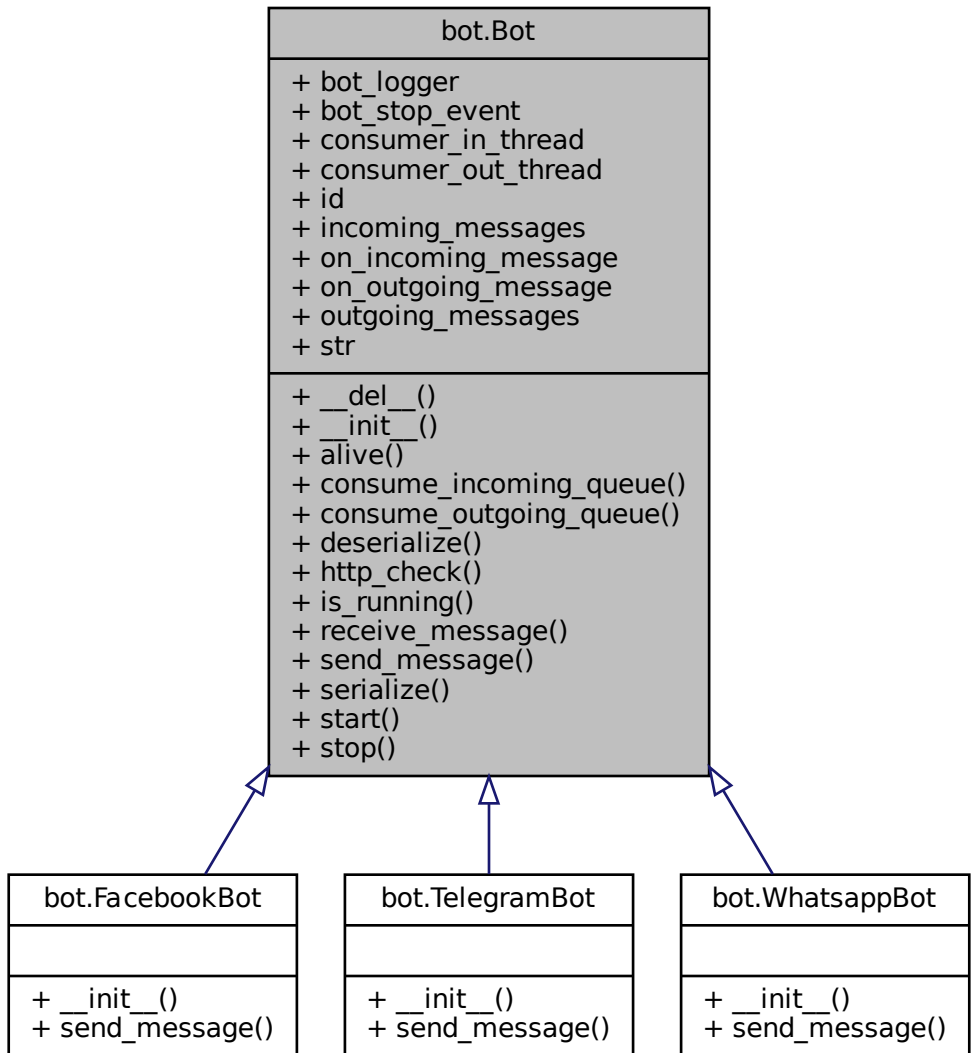 bot.Bot
+ bot_logger
+ bot_stop_event
+ consumer_in_thread
+ consumer_out_thread
+ id
+ incoming_messages
+ on_incoming_message
+ on_outgoing_message
+ outgoing_messages
+ str
+ __del__()
+ __init__()
+ alive()
+ consume_incoming_queue()
+ consume_outgoing_queue()
+ deserialize()
+ http_check()
+ is_running()
+ receive_message()
+ send_message()
+ serialize()
+ start()
+ stop()
bot.FacebookBot
+ __init__()
+ send_message()
bot.TelegramBot
+ __init__()
+ send_message()
bot.WhatsappBot
+ __init__()
+ send_message()